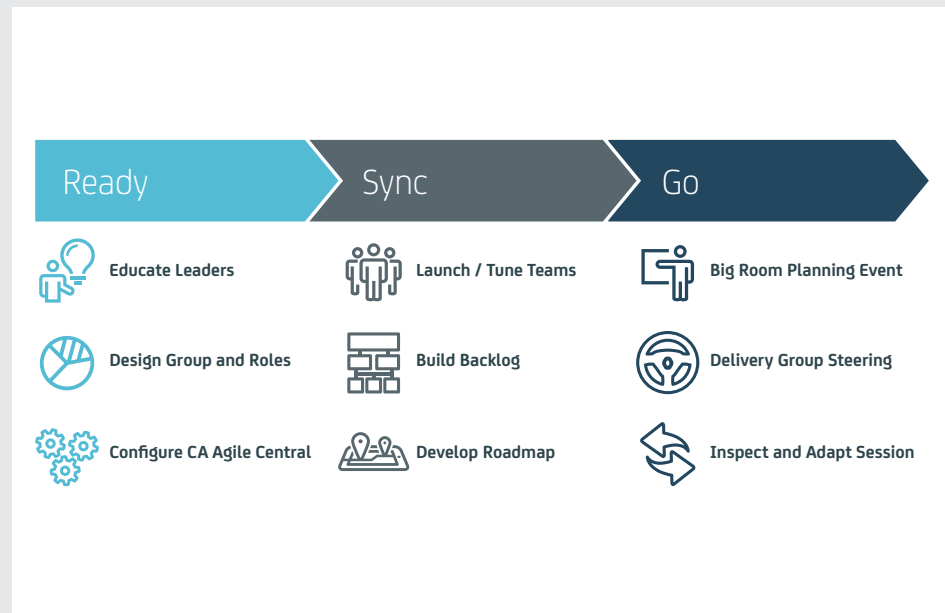 Ready
Sync
Go
Educate Leaders
Launch / Tune Teams
Big Room Planning Event
Design Group and Roles
Build Backlog
Delivery Group Steering
Configure CA Agile Central
Develop Roadmap
Inspect and Adapt Session